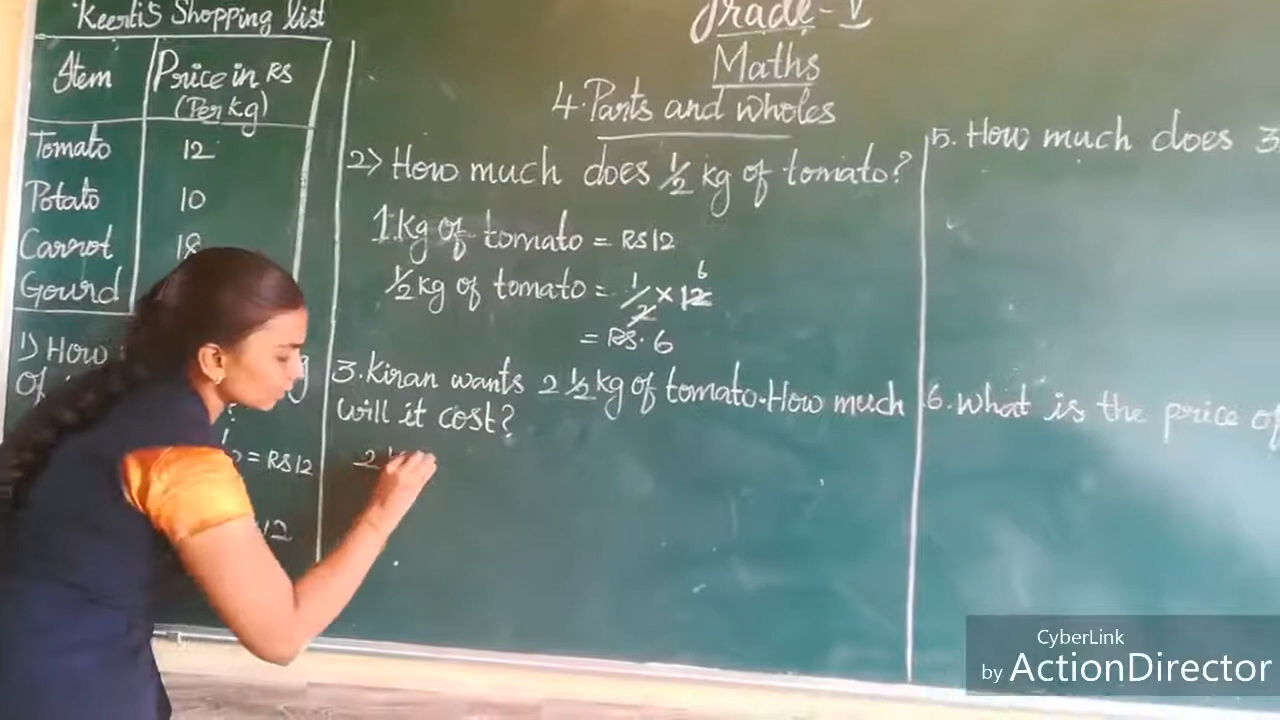 Keerti's Shopping list
Item Price in RS
(Per Kg)
Tomato 12
Potato 10
Carrot 18
Gourd
1) How
of
?
= RS12
12
Grade - V
Maths
4. Parts and wholes
2) How much does 1/2 kg of tomato?
1 kg of tomato = RS12
1/2 kg of tomato = 1/2 × 12 6
= RS. 6
3. Kiran wants 2 1/2 kg of tomato. How much
will it cost?
2
5. How much does 3
6. What is the price of
CyberLink
by ActionDirector